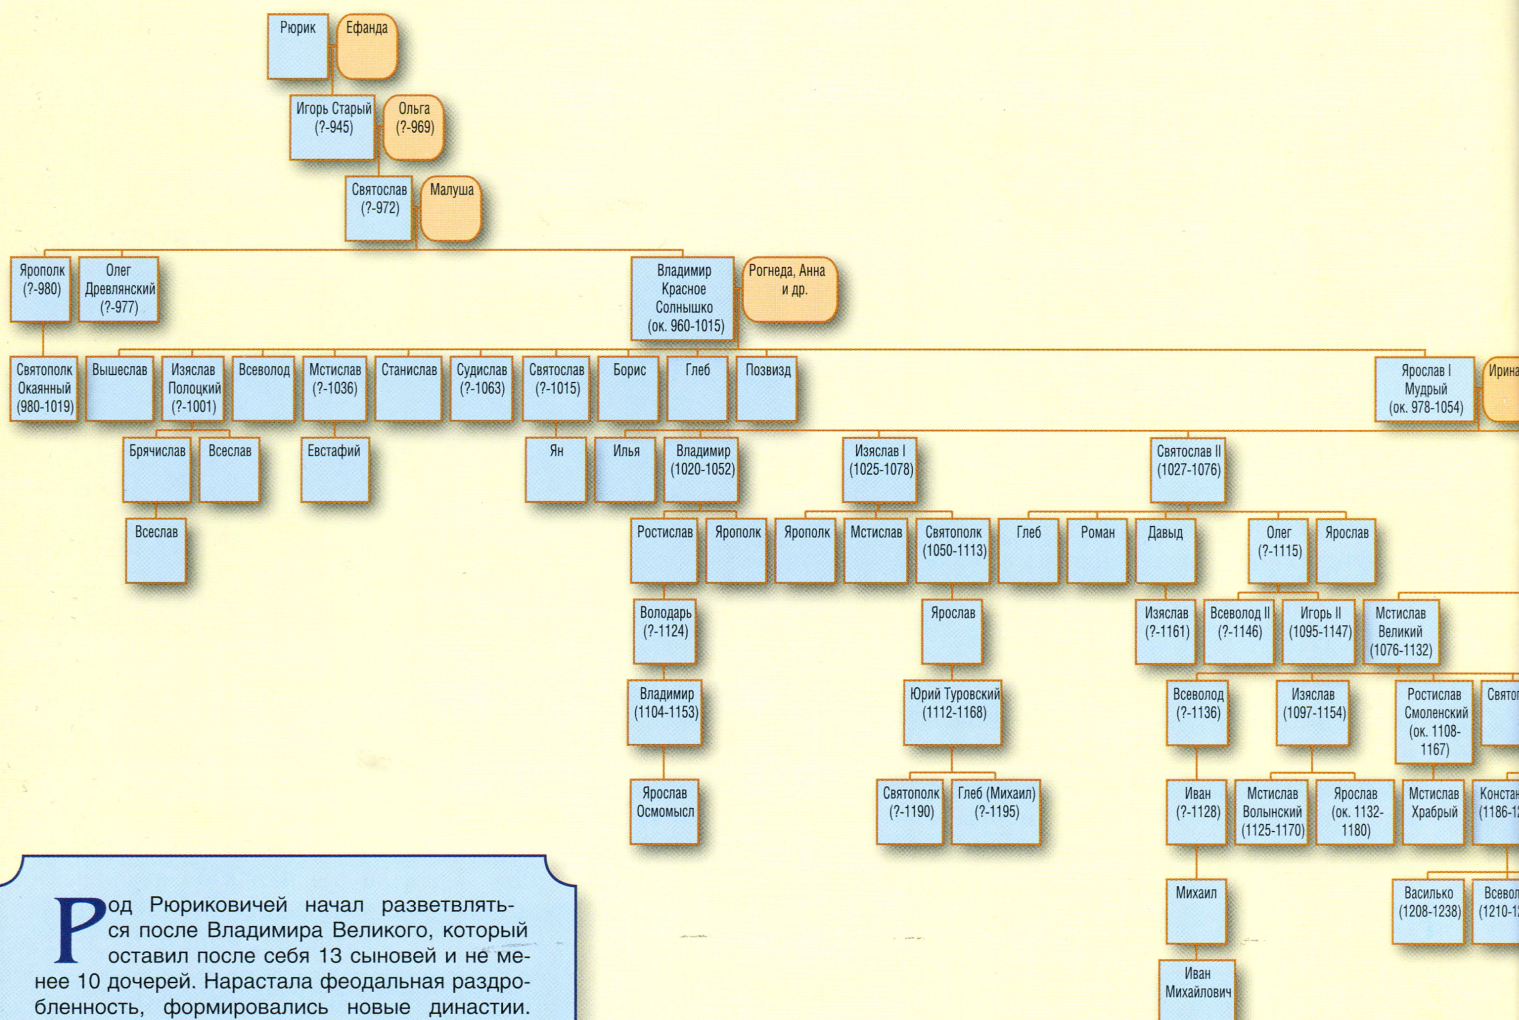 Рюрик
Ефанда
Игорь Старый
(?-945)
Ольга
(?-969)
Святослав
(?-972)
Малуша
Ярополк
(?-980)
Олег
Древлянский
(?-977)
Владимир
Красное
Солнышко
(ок. 960-1015)
Рогнеда, Анна
и др.
Святополк
Окаянный
(980-1019)
Вышеслав
Изяслав
Полоцкий
(?-1001)
Всеволод
Мстислав
(?-1036)
Станислав
Судислав
(?-1063)
Святослав
(?-1015)
Борис
Глеб
Позвизд
Ярослав I
Мудрый
(ок. 978-1054)
Ирина
Брячислав
Всеслав
Евстафий
Ян
Илья
Владимир
(1020-1052)
Изяслав I
(1025-1078)
Святослав II
(1027-1076)
Всеслав
Ростислав
Ярополк
Ярополк
Мстислав
Святополк
(1050-1113)
Глеб
Роман
Давыд
Олег
(?-1115)
Ярослав
Володарь
(?-1124)
Ярослав
Изяслав
(?-1161)
Всеволод II
(?-1146)
Игорь II
(1095-1147)
Мстислав
Великий
(1076-1132)
Владимир
(1104-1153)
Юрий Туровский
(1112-1168)
Всеволод
(?-1136)
Изяслав
(1097-1154)
Ростислав
Смоленский
(ок. 1108-
1167)
Святоп
Ярослав
Осмомысл
Святополк
(?-1190)
Глеб (Михаил)
(?-1195)
Иван
(?-1128)
Мстислав
Волынский
(1125-1170)
Ярослав
(ок. 1132-
1180)
Мстислав
Храбрый
Констан
(1186-12
Михаил
Василько
(1208-1238)
Всевол
(1210-12
Иван
Михайлович
Род Рюриковичей начал разветвлять-
ся после Владимира Великого, который
оставил после себя 13 сыновей и не ме-
нее 10 дочерей. Нарастала феодальная раздро-
бленность, формировались новые династии.